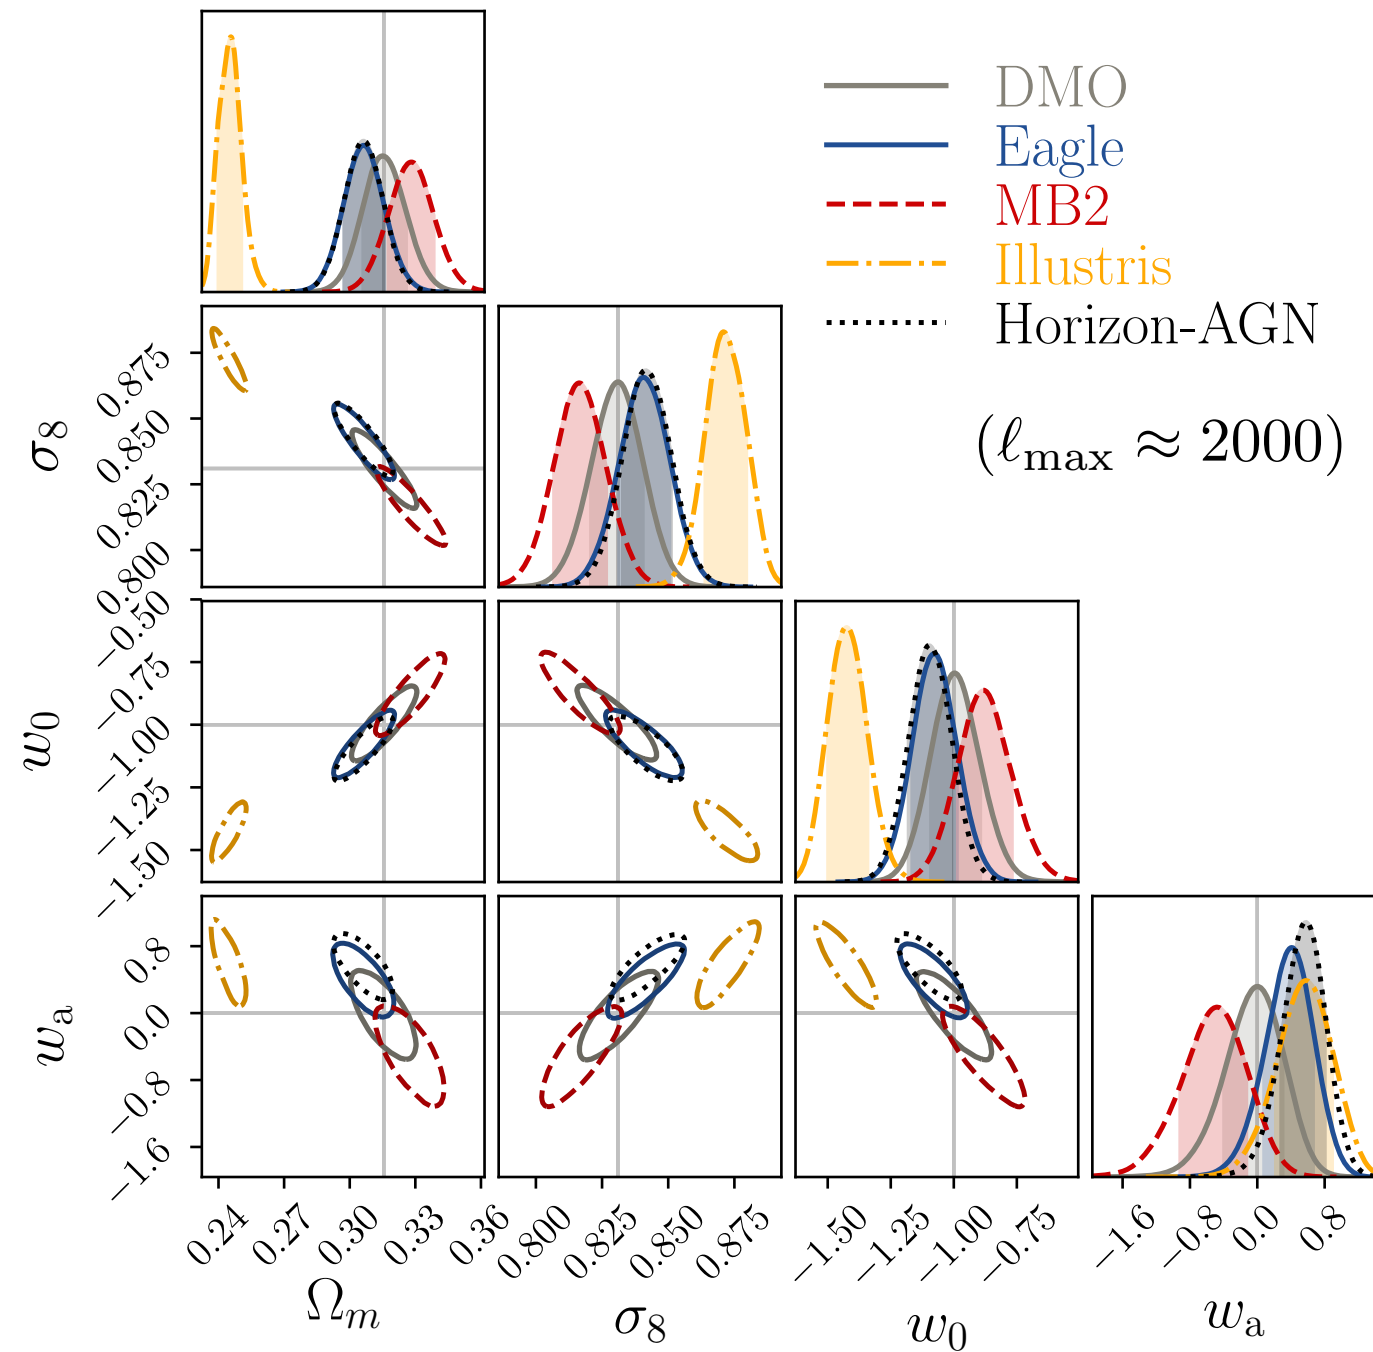 DMO
Eagle
MB2
Illustris
Horizon-AGN
(ℓmax ≈ 2000)
σ8
0.875
0.850
0.825
0.800
w0
−0.50
−0.75
−1.00
−1.25
−1.50
wa
0.8
0.0
−0.8
−1.6
0.24 0.27 0.30 0.33 0.36
0.800 0.825 0.850 0.875
−1.50 −1.25 −1.00 −0.75
−1.6 −0.8 0.0 0.8
Ωm
σ8
w0
wa